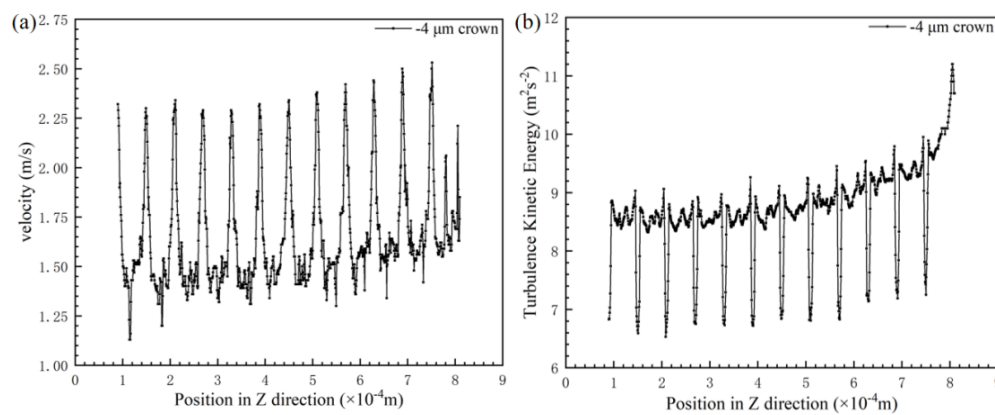 (a)
velocity (m/s)
2.75
2.50
2.25
2.00
1.75
1.50
1.25
1.00
-4 μm crown
0 1 2 3 4 5 6 7 8 9
Position in Z direction (×10⁻⁴m)
(b)
Turbulence Kinetic Energy (m²s⁻²)
12
11
10
9
8
7
6
-4 μm crown
0 1 2 3 4 5 6 7 8 9
Position in Z direction (×10⁻⁴m)